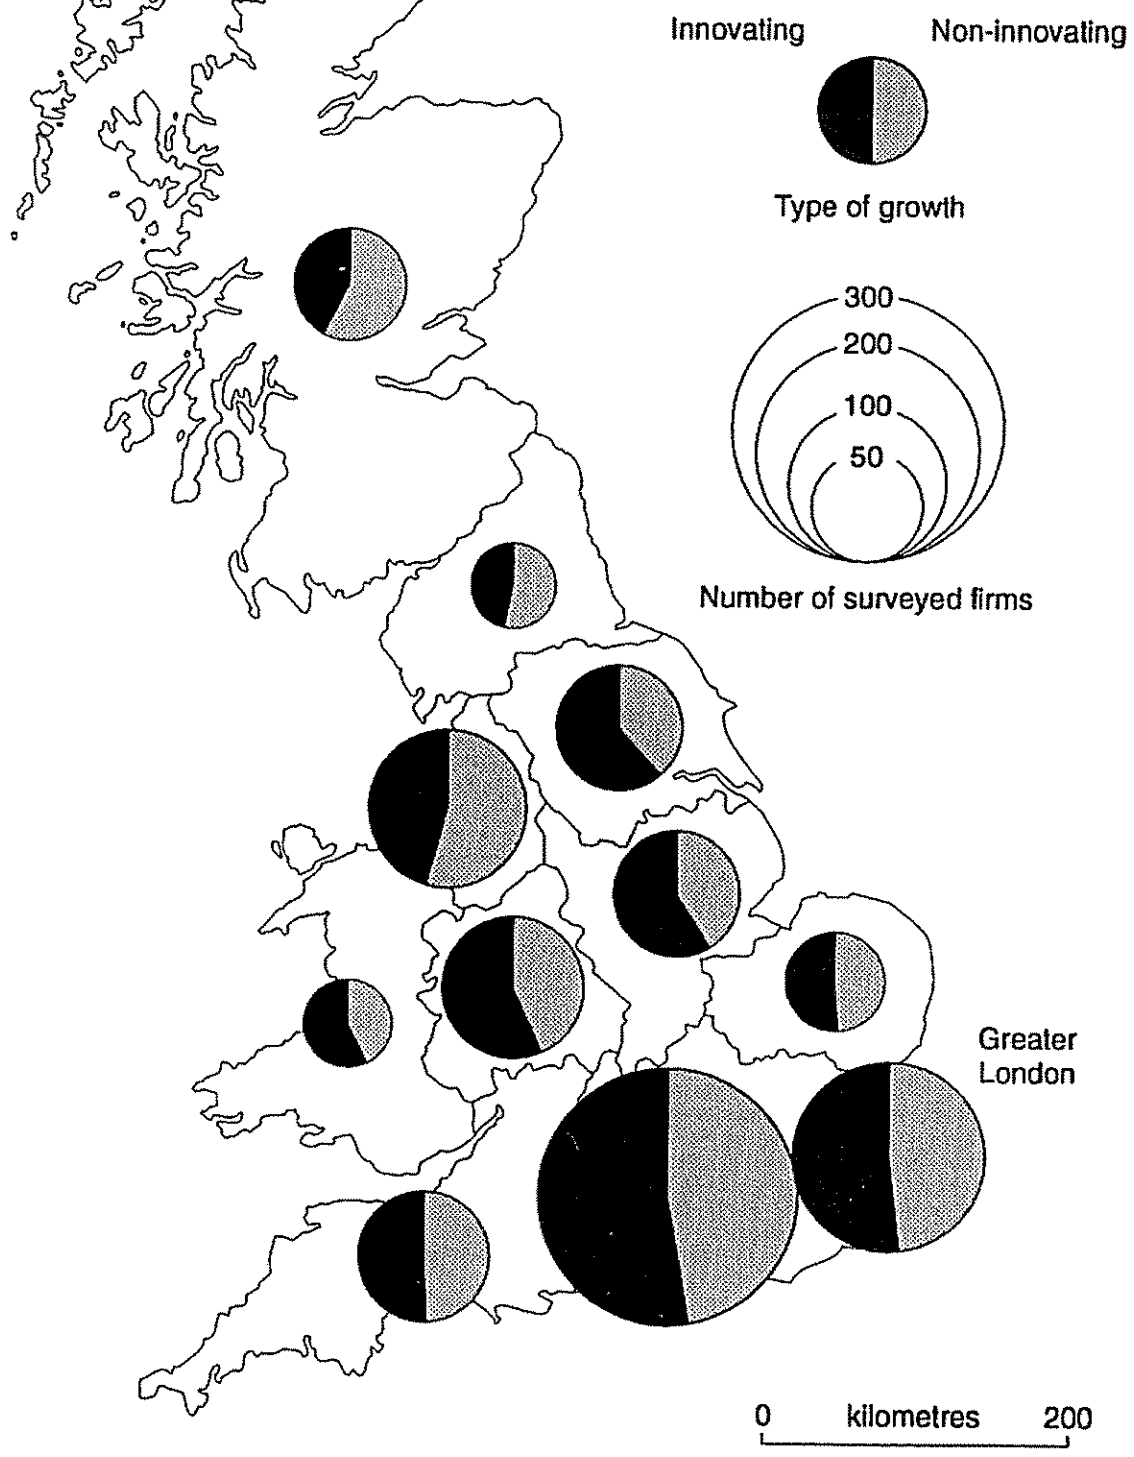 Innovating
Non-innovating
Type of growth
300
200
100
50
Number of surveyed firms
Greater
London
0 kilometres 200